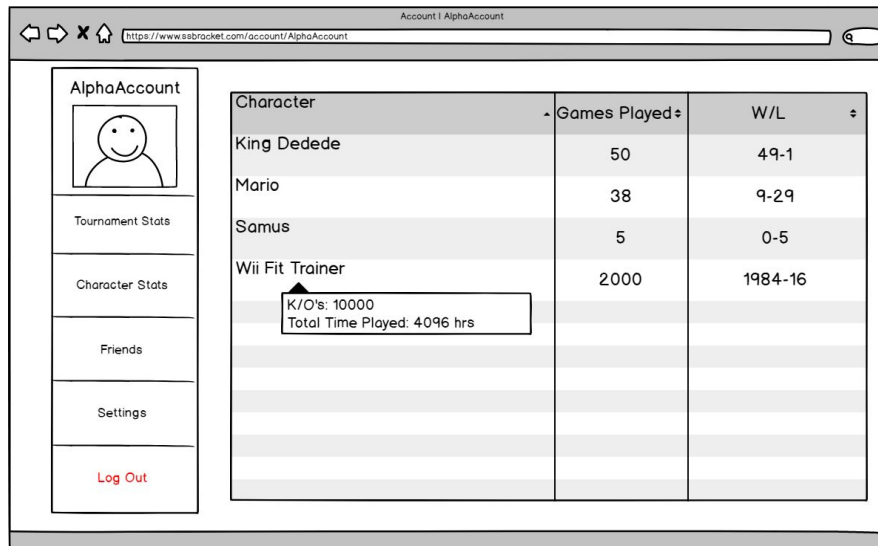 Account | AlphaAccount
https://www.ssbracket.com/account/AlphaAccount
AlphaAccount
Tournament Stats
Character Stats
Friends
Settings
Log Out
Character Games Played W/L
King Dedede 50 49-1
Mario 38 9-29
Samus 5 0-5
Wii Fit Trainer 2000 1984-16
K/O's: 10000
Total Time Played: 4096 hrs